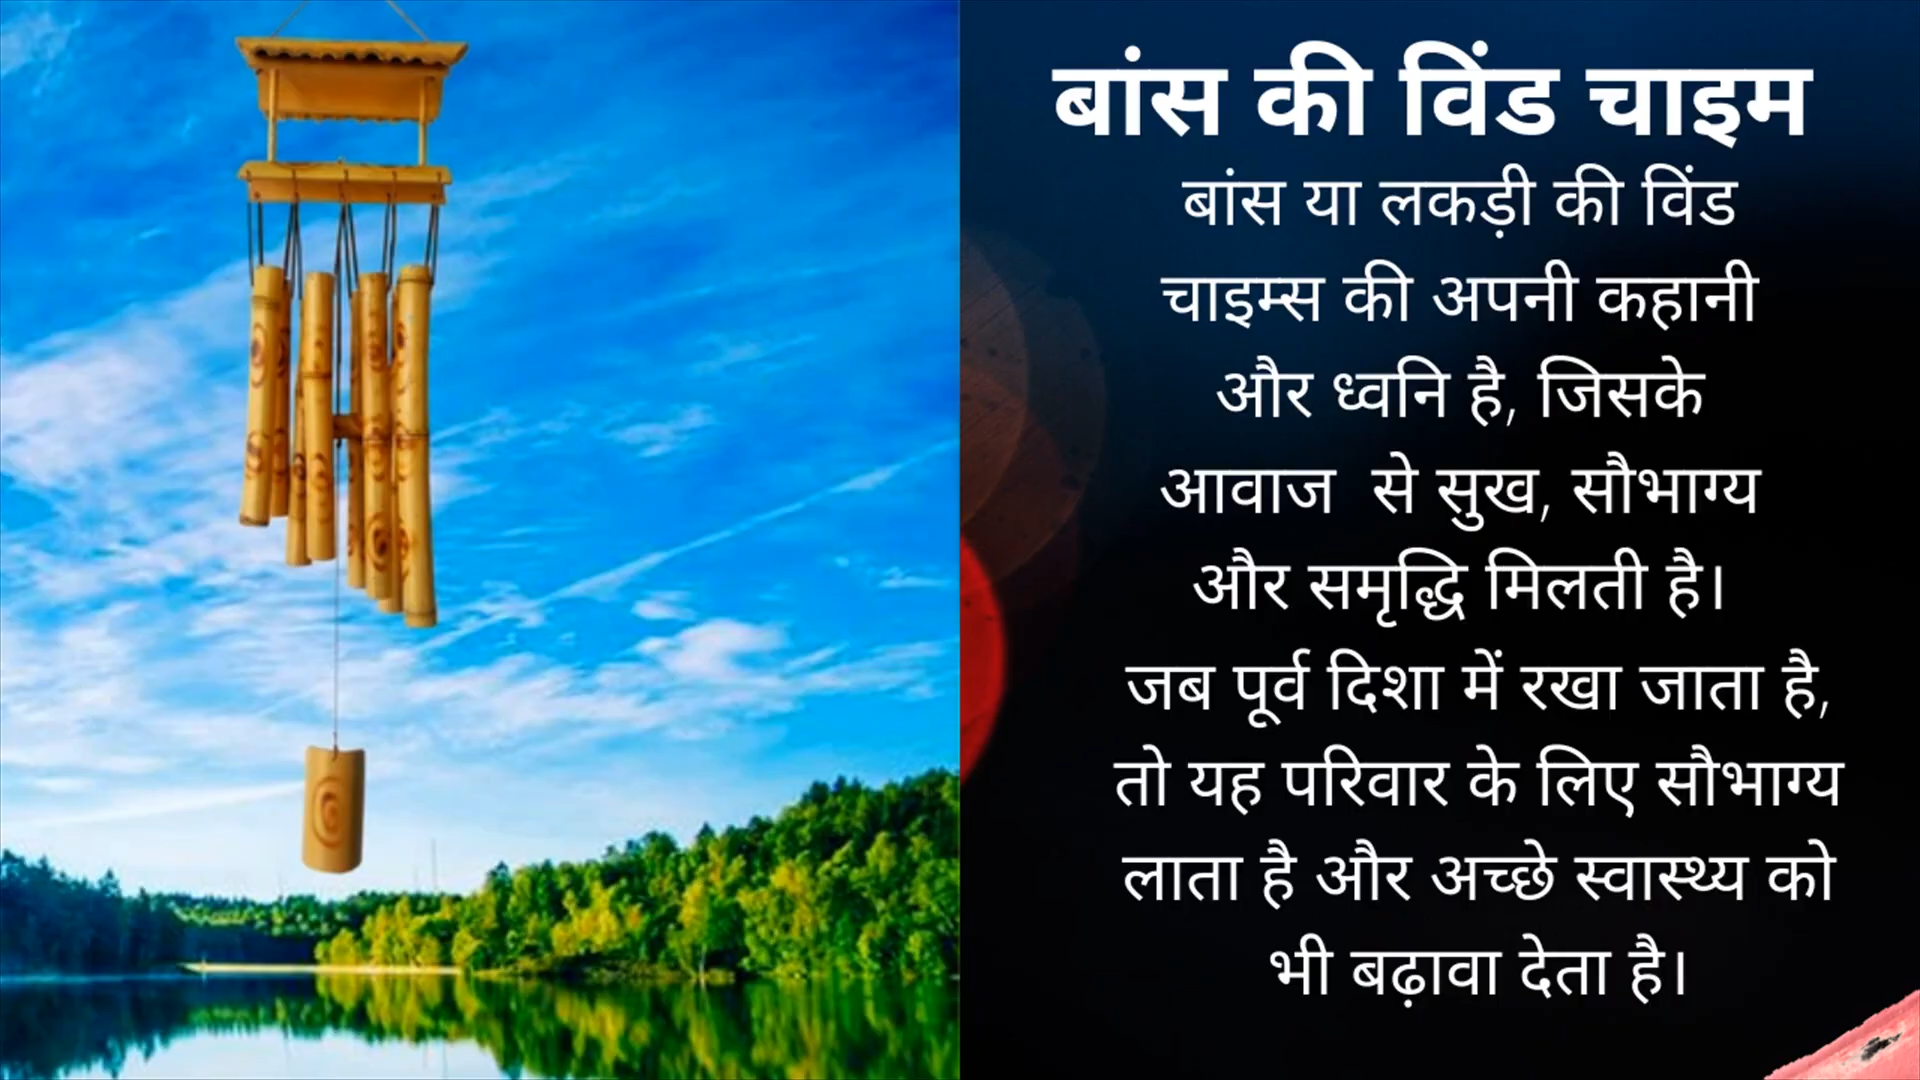 बांस की विंड चाइम
बांस या लकड़ी की विंड
चाइम्स की अपनी कहानी
और ध्वनि है, जिसके
आवाज  से सुख, सौभाग्य
और समृद्धि मिलती है।
जब पूर्व दिशा में रखा जाता है,
तो यह परिवार के लिए सौभाग्य
लाता है और अच्छे स्वास्थ्य को
भी बढ़ावा देता है।